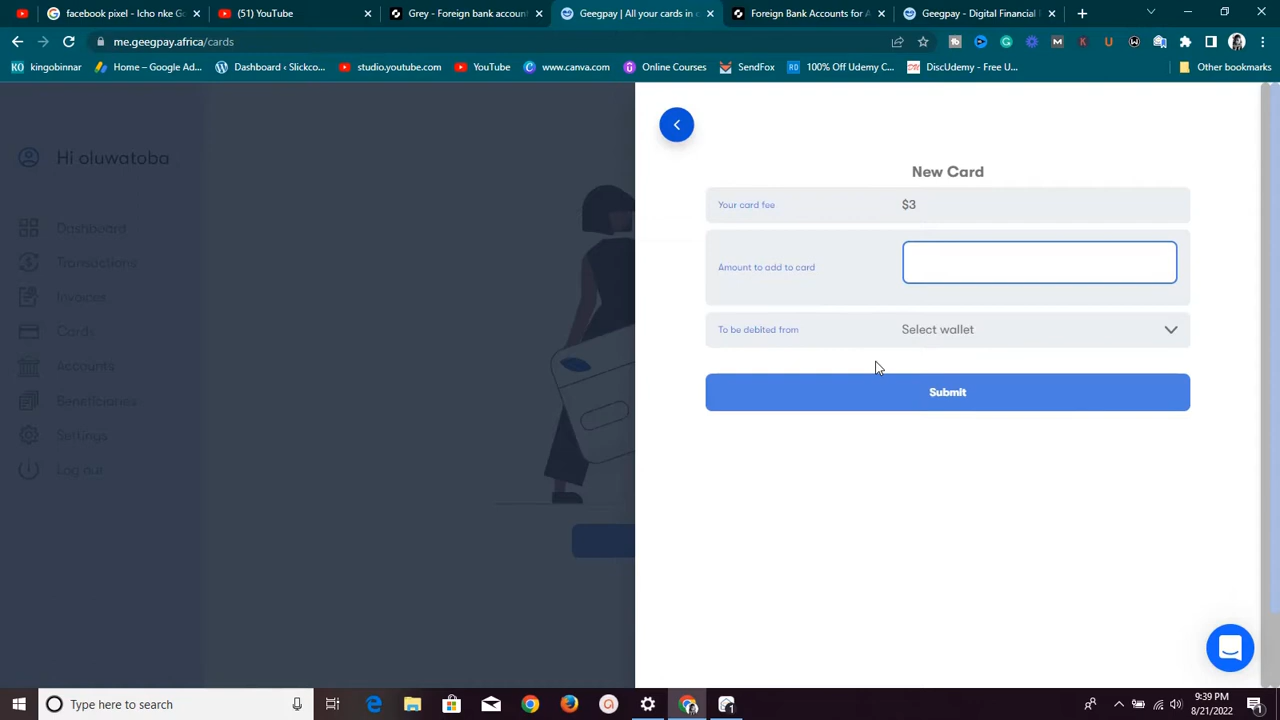 facebook pixel - Icho nke Go
(51) YouTube
Grey - Foreign bank account
Geegpay | All your cards in o
Foreign Bank Accounts for A
Geegpay - Digital Financial
me.geegpay.africa/cards
kingobinnar
Home – Google Ad...
Dashboard ‹ Slickco...
studio.youtube.com
YouTube
www.canva.com
Online Courses
SendFox
100% Off Udemy C...
DiscUdemy - Free U...
Other bookmarks
Hi oluwatoba
Dashboard
Transactions
Invoices
Cards
Accounts
Beneficiaries
Settings
Log out
New Card
Your card fee $3
Amount to add to card
To be debited from Select wallet
Submit
Type here to search
9:39 PM
8/21/2022